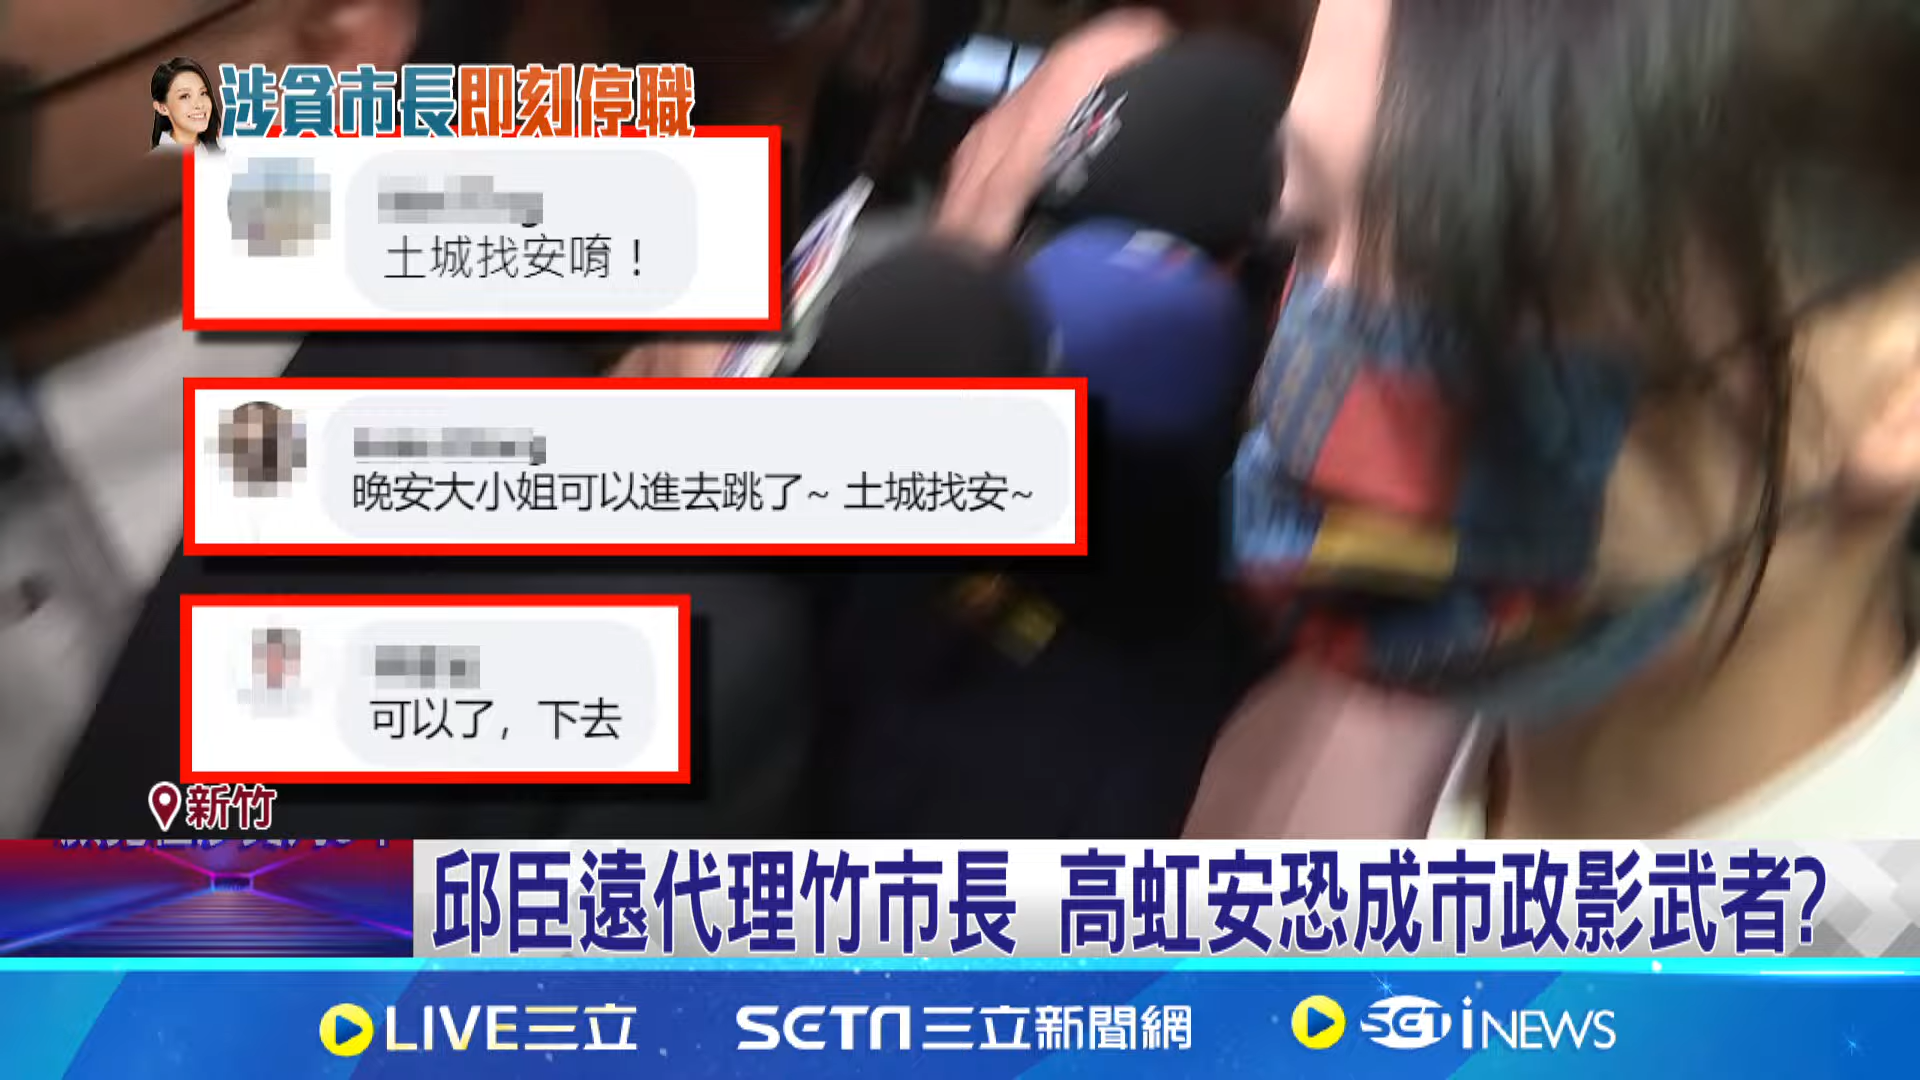 涉貪市長即刻停職
土城找安唷！
晚安大小姐可以進去跳了~ 土城找安~
可以了, 下去
新竹
邱臣遠代理竹市長 高虹安恐成市政影武者?
LIVE三立
SETN三立新聞網
SET iNEWS